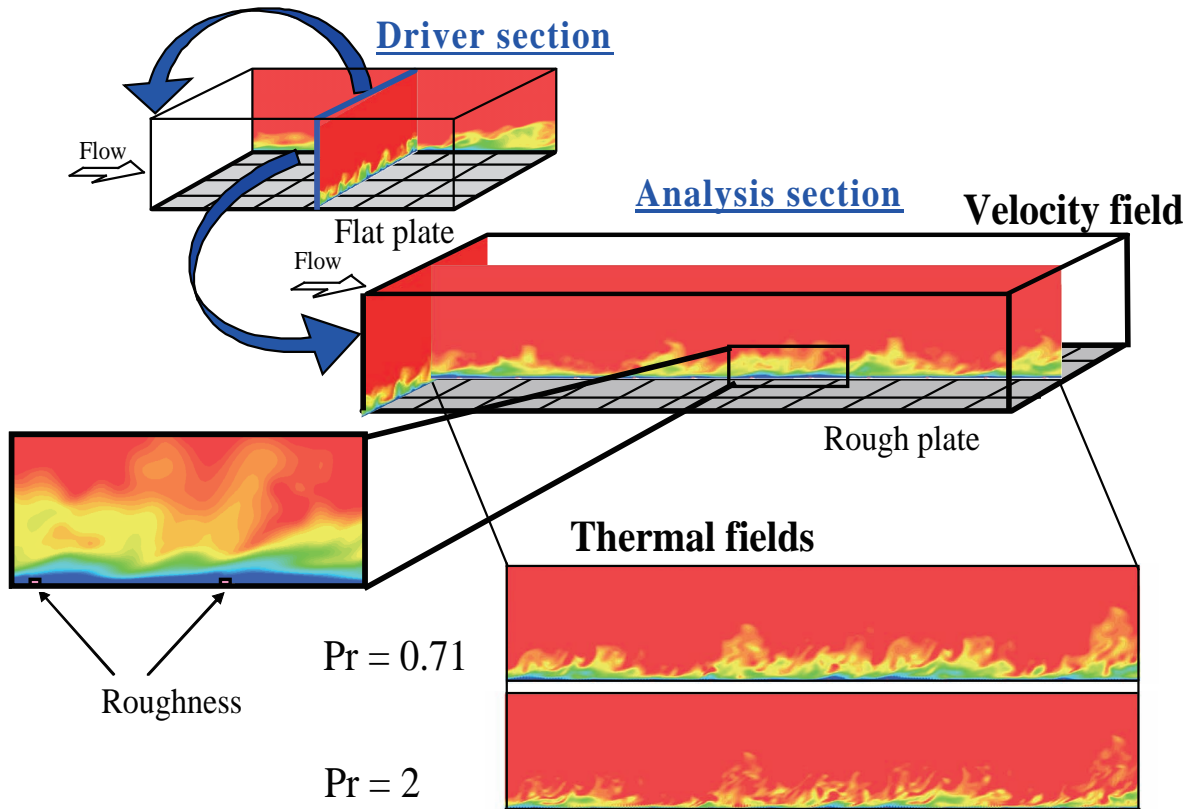 Driver section
Flow
Flat plate
Analysis section
Velocity field
Flow
Rough plate
Thermal fields
Pr = 0.71
Roughness
Pr = 2